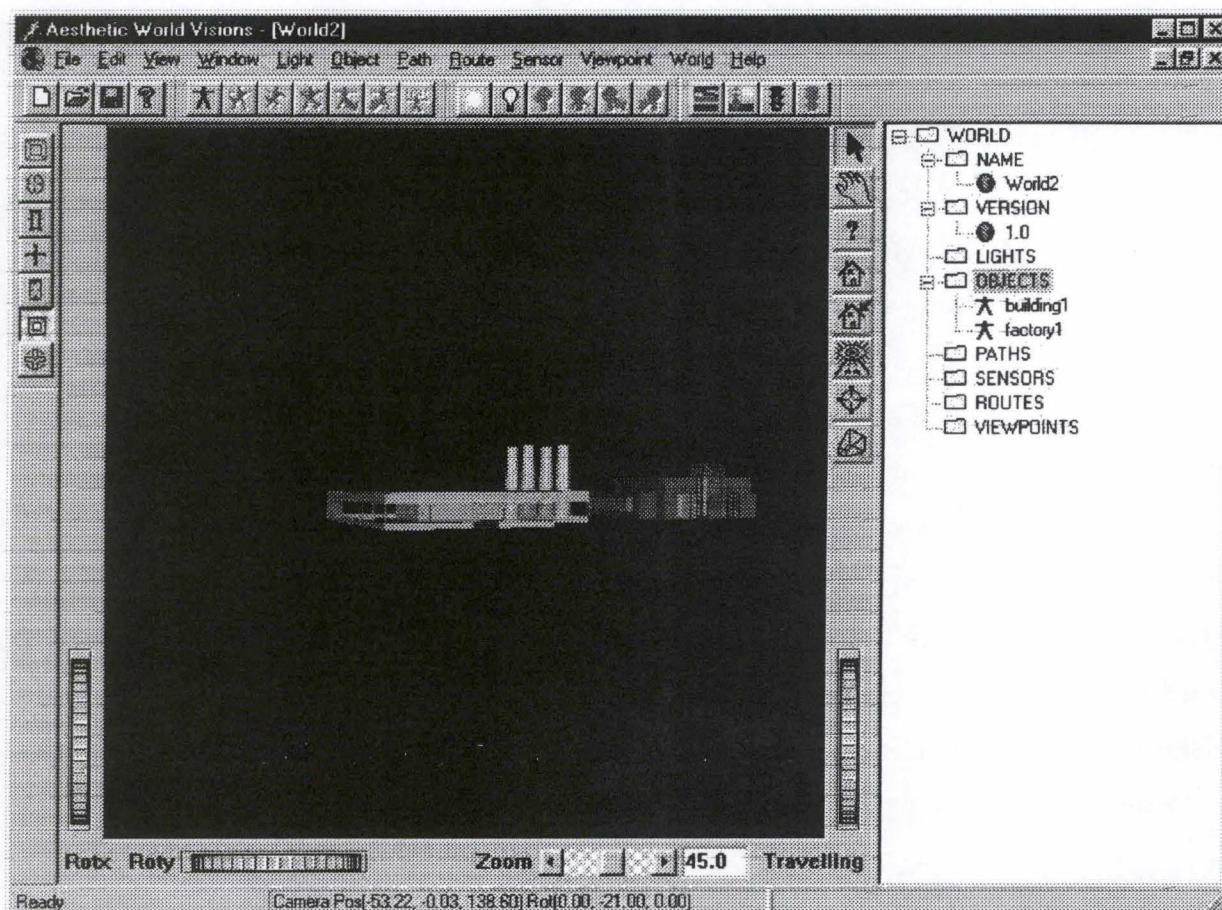 Aesthetic World Visions - [World2]
File Edit View Window Light Object Path Route Sensor Viewpoint World Help
WORLD
NAME
World2
VERSION
1.0
LIGHTS
OBJECTS
building1
factory1
PATHS
SENSORS
ROUTES
VIEWPOINTS
Rotx Roty Zoom 45.0 Travelling
Ready Camera Pos[-53.22, -0.03, 138.60] Rot[0.00, -21.00, 0.00]